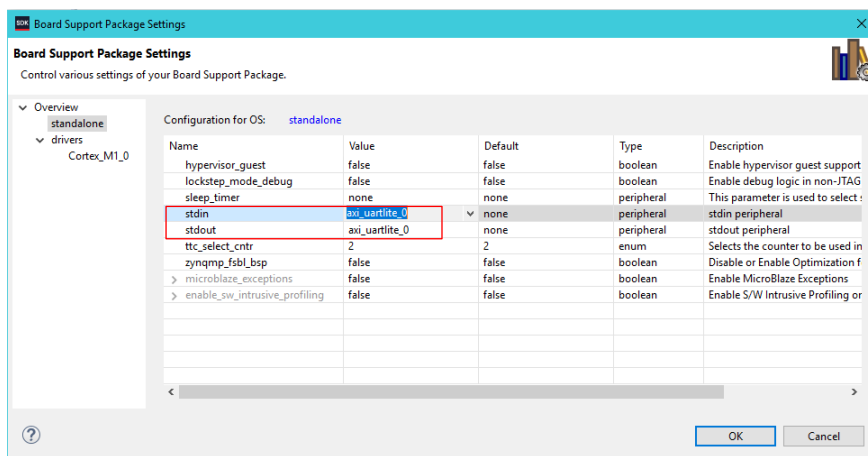 SDK Board Support Package Settings
Board Support Package Settings
Control various settings of your Board Support Package.
Overview
standalone
drivers
Cortex_M1_0
Configuration for OS: standalone
Name Value Default Type Description
hypervisor_guest false false boolean Enable hypervisor guest support
lockstep_mode_debug false false boolean Enable debug logic in non-JTAG
sleep_timer none none peripheral This parameter is used to select s
stdin axi_uartlite_0 none peripheral stdin peripheral
stdout axi_uartlite_0 none peripheral stdout peripheral
ttc_select_cntr 2 2 enum Selects the counter to be used in
zynqmp_fsbl_bsp false false boolean Disable or Enable Optimization f
microblaze_exceptions false false boolean Enable MicroBlaze Exceptions
enable_sw_intrusive_profiling false false boolean Enable S/W Intrusive Profiling or
?
OK Cancel